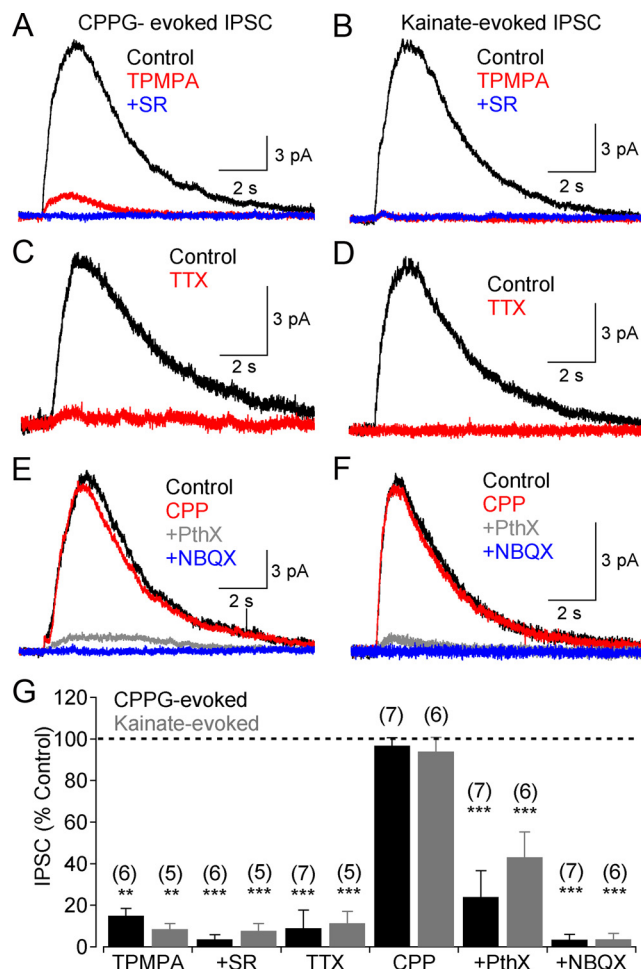 A
CPPG- evoked IPSC
Control
TPMPA
+SR
3 pA
2 s
B
Kainate-evoked IPSC
Control
TPMPA
+SR
3 pA
2 s
C
Control
TTX
3 pA
2 s
D
Control
TTX
3 pA
2 s
E
Control
CPP
+PthX
+NBQX
3 pA
2 s
F
Control
CPP
+PthX
+NBQX
3 pA
2 s
G
CPPG-evoked
Kainate-evoked
IPSC (% Control)
120
100
80
60
40
20
0
(6) (5) (6) (5) (7) (5) (7) (6) (7) (6) (7) (6)
** ** *** *** *** *** *** *** *** ***
TPMPA +SR TTX CPP +PthX +NBQX